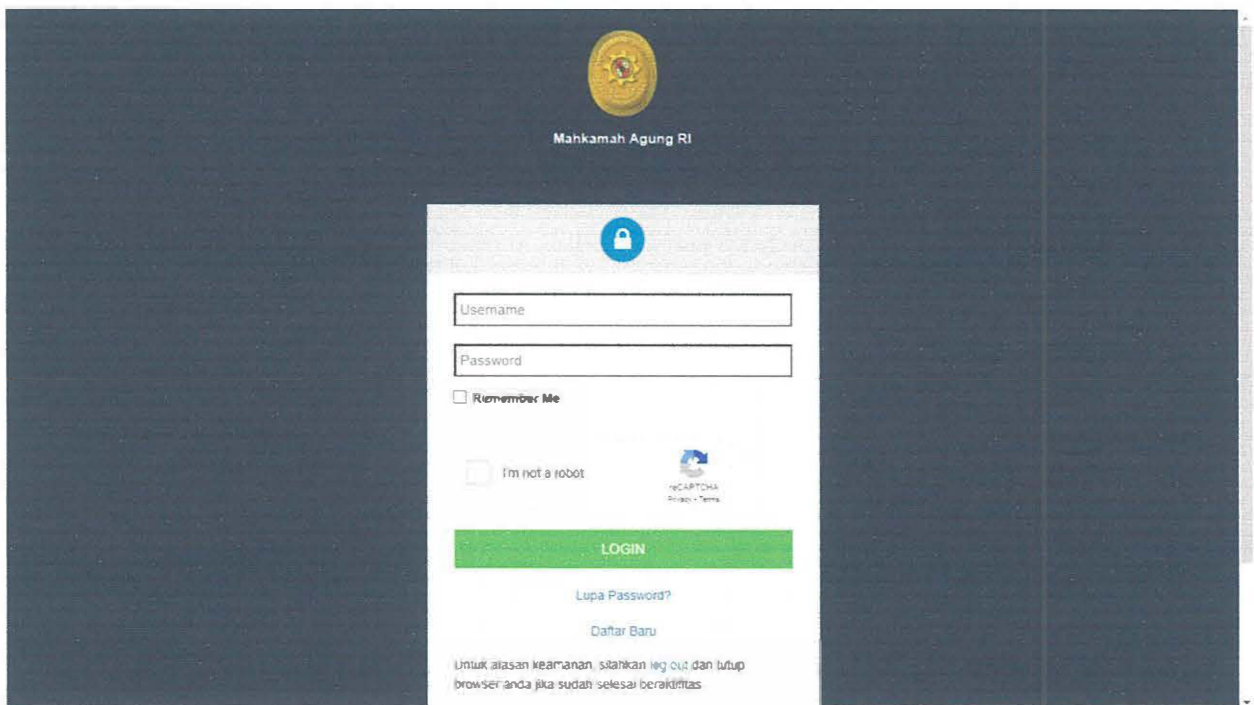 Mahkamah Agung RI
Username
Password
Remember Me
I'm not a robot
reCAPTCHA
Privacy - Terms
LOGIN
Lupa Password?
Daftar Baru
Untuk alasan keamanan, silahkan log out dan tutup
browser anda jika sudah selesai beraktifitas